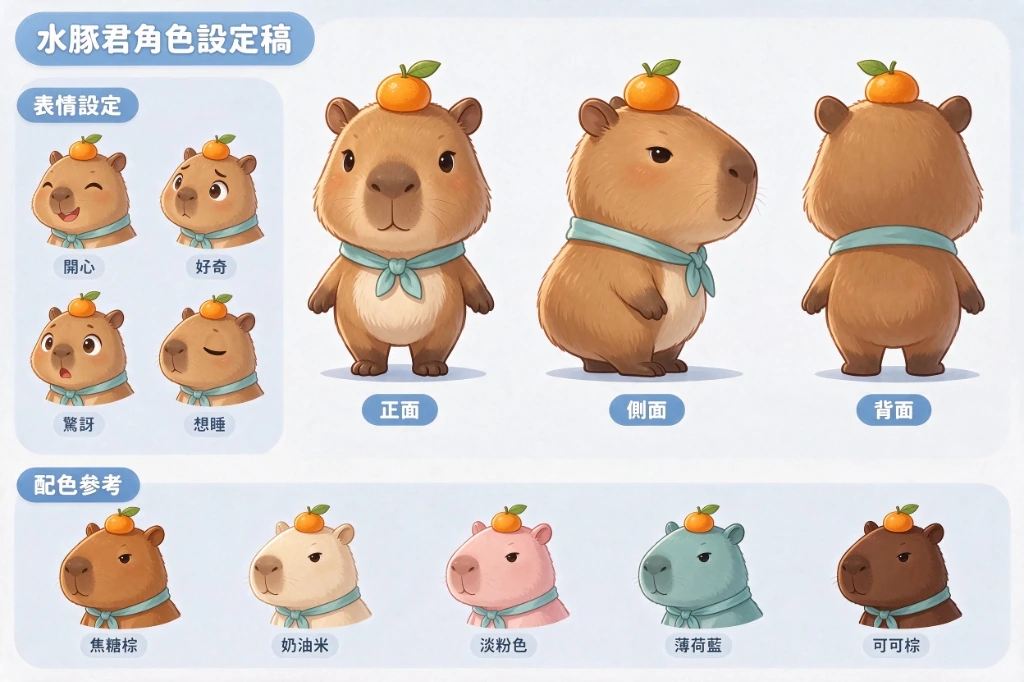 水豚君角色設定稿
表情設定
開心
好奇
驚訝
想睡
正面
側面
背面
配色參考
焦糖棕
奶油米
淡粉色
薄荷藍
可可棕